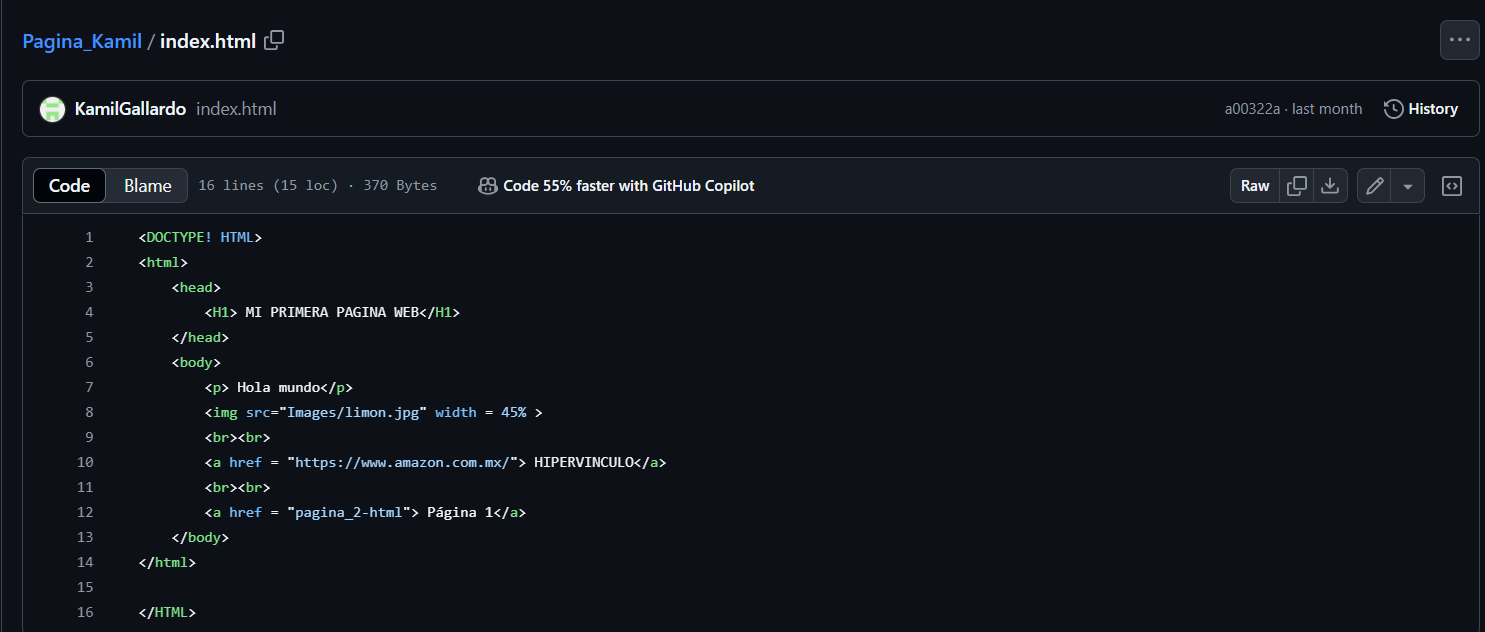 Pagina_Kamil / index.html
KamilGallardo index.html a00322a · last month History
Code Blame 16 lines (15 loc) · 370 Bytes Code 55% faster with GitHub Copilot Raw
1 <DOCTYPE! HTML>
2 <html>
3 <head>
4 <H1> MI PRIMERA PAGINA WEB</H1>
5 </head>
6 <body>
7 <p> Hola mundo</p>
8 <img src="Images/limon.jpg" width = 45% >
9 <br><br>
10 <a href = "https://www.amazon.com.mx/"> HIPERVINCULO</a>
11 <br><br>
12 <a href = "pagina_2-html"> Página 1</a>
13 </body>
14 </html>
15
16 </HTML>